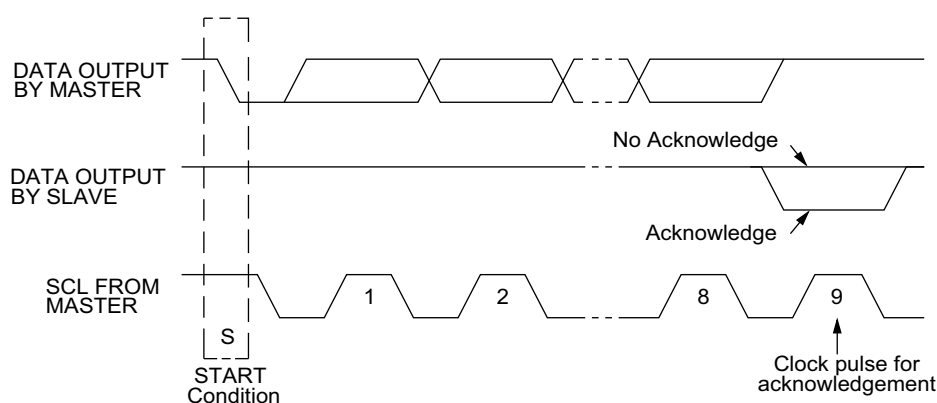 DATA OUTPUT
BY MASTER
No Acknowledge
DATA OUTPUT
BY SLAVE
Acknowledge
SCL FROM
MASTER
1
2
8
9
S
START
Condition
Clock pulse for
acknowledgement